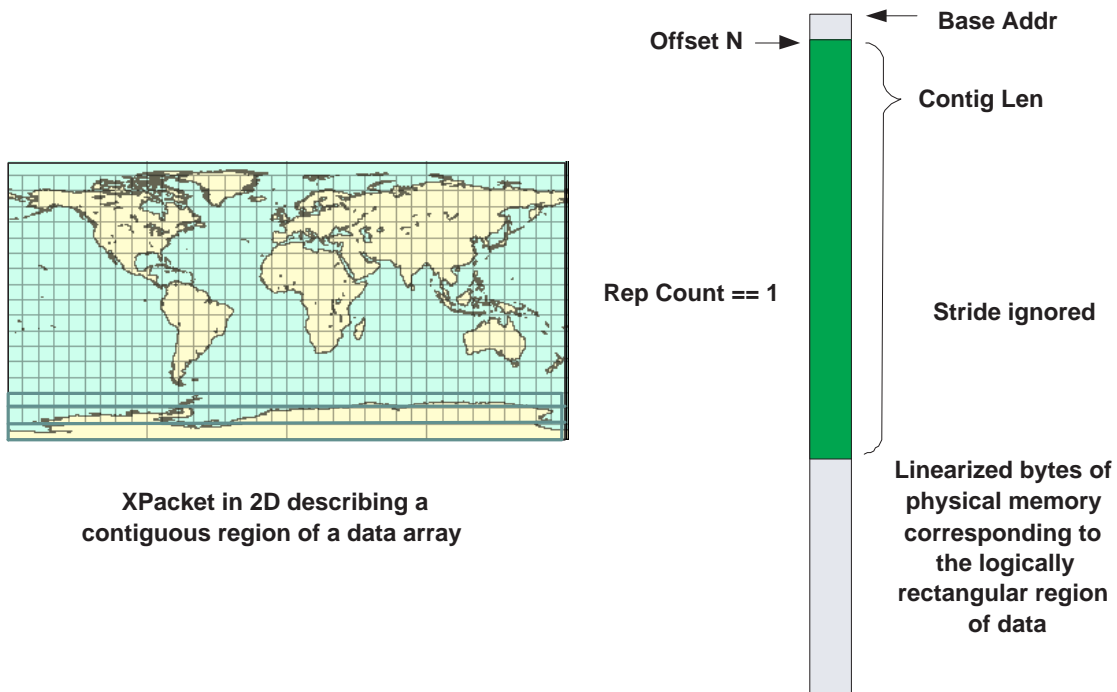 Base Addr
Offset N
Contig Len
Rep Count == 1
Stride ignored
XPacket in 2D describing a
contiguous region of a data array
Linearized bytes of
physical memory
corresponding to
the logically
rectangular region
of data